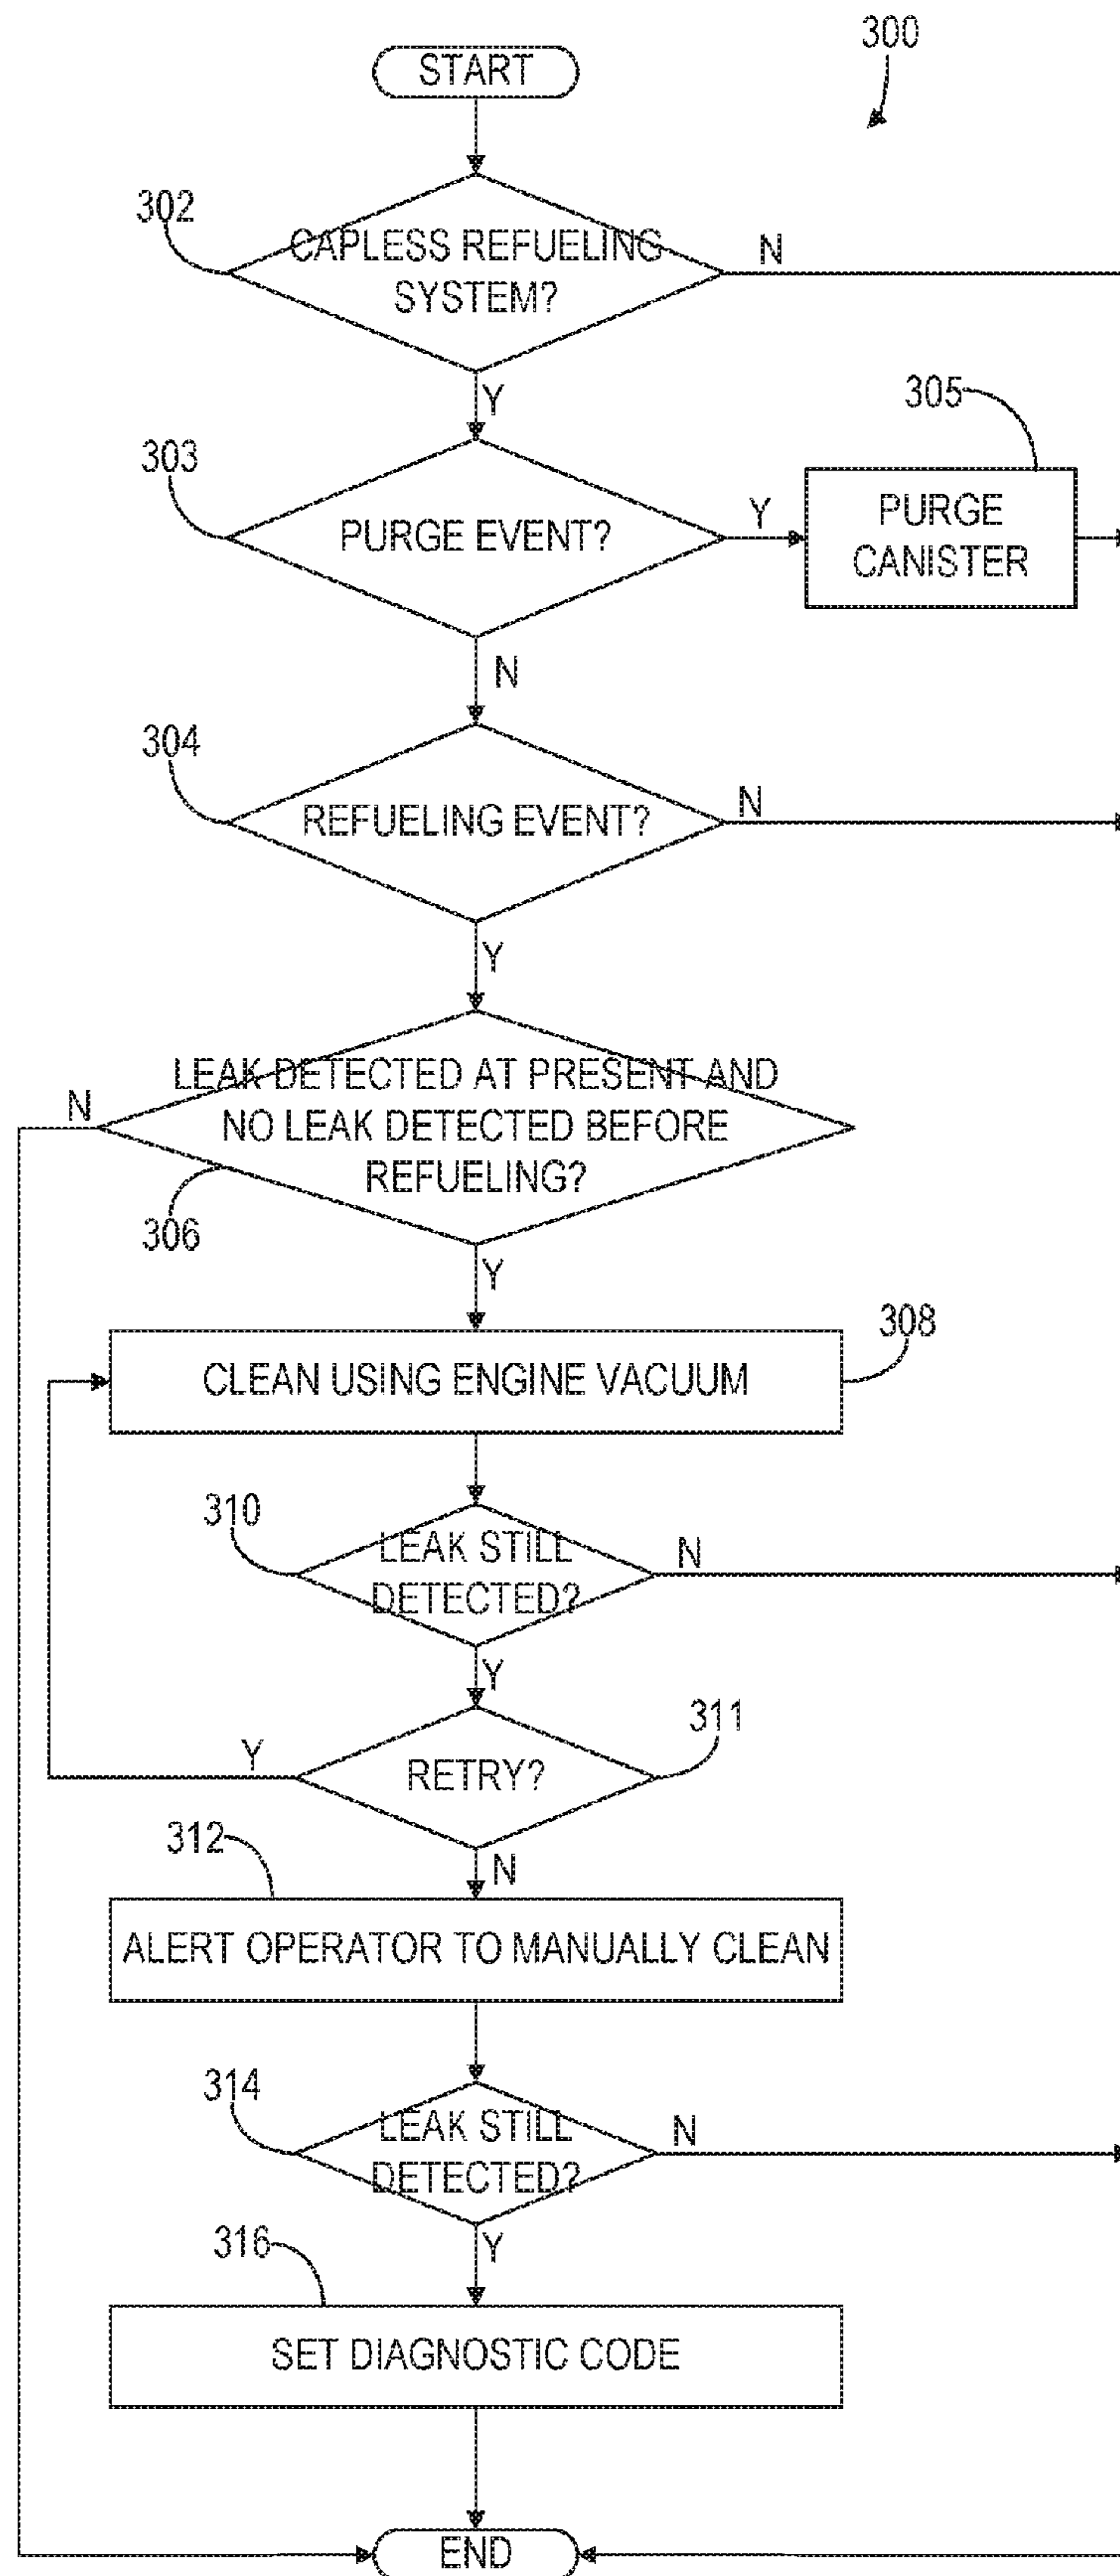 300
START
302
CAPLESS REFUELING
SYSTEM?
N
Y
305
303
PURGE EVENT?
Y
PURGE
CANISTER
N
304
REFUELING EVENT?
N
Y
LEAK DETECTED AT PRESENT AND
NO LEAK DETECTED BEFORE
REFUELING?
N
306
Y
308
CLEAN USING ENGINE VACUUM
310
LEAK STILL
DETECTED?
N
Y
311
RETRY?
Y
312
N
ALERT OPERATOR TO MANUALLY CLEAN
314
LEAK STILL
DETECTED?
N
316
Y
SET DIAGNOSTIC CODE
END